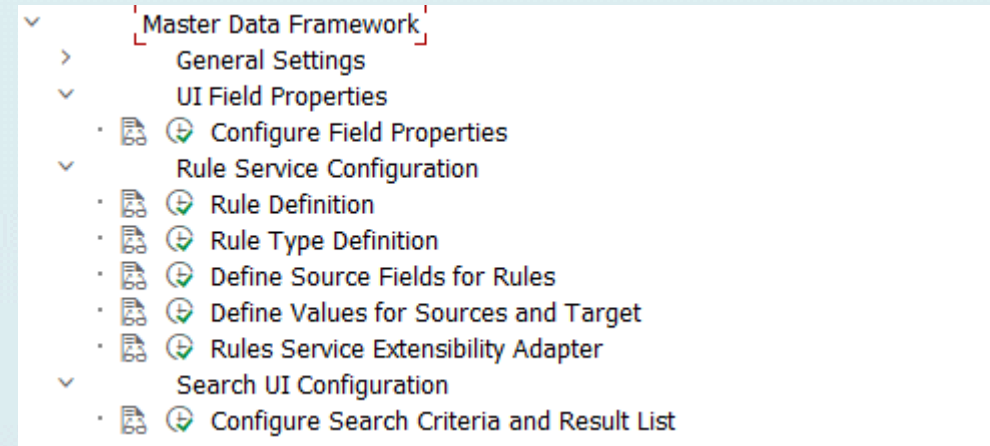 Master Data Framework
General Settings
UI Field Properties
Configure Field Properties
Rule Service Configuration
Rule Definition
Rule Type Definition
Define Source Fields for Rules
Define Values for Sources and Target
Rules Service Extensibility Adapter
Search UI Configuration
Configure Search Criteria and Result List